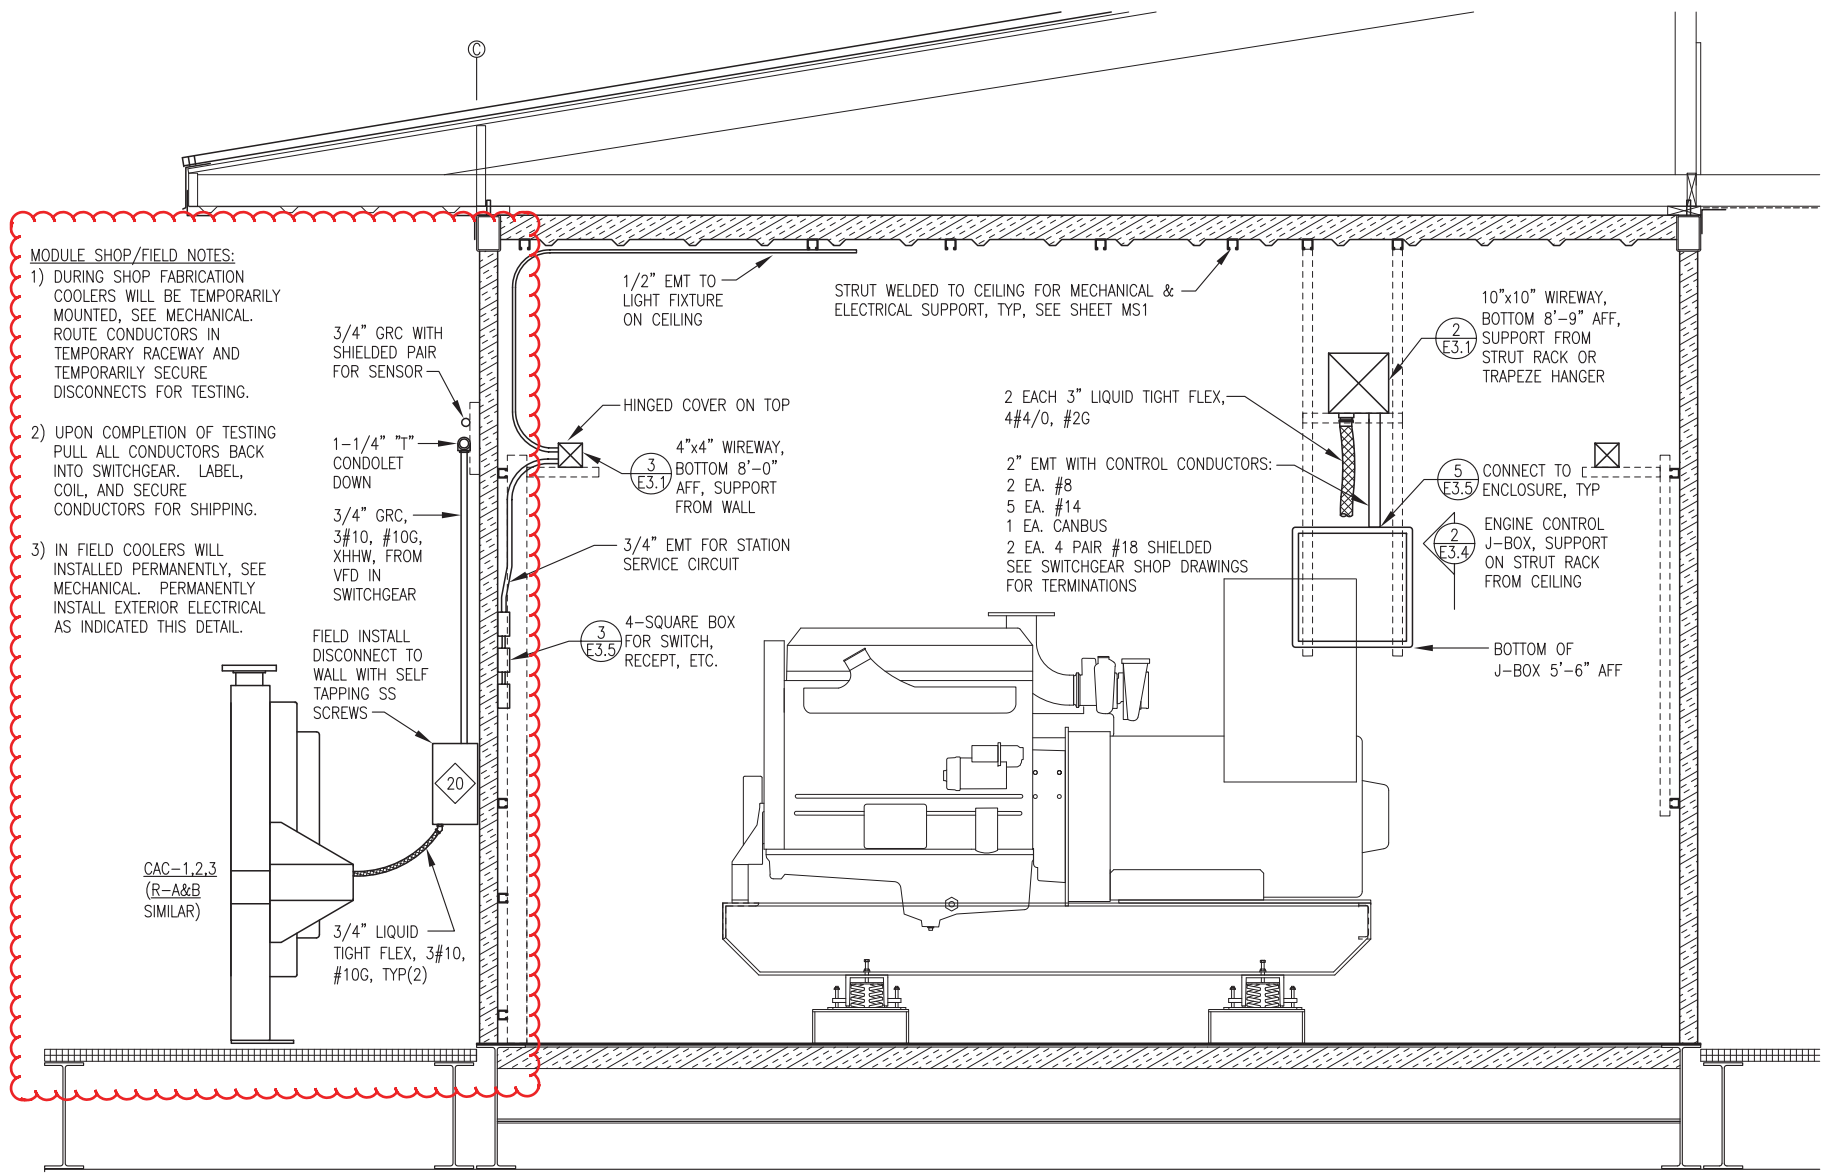 C
MODULE SHOP/FIELD NOTES:
1) DURING SHOP FABRICATION
COOLERS WILL BE TEMPORARILY
MOUNTED, SEE MECHANICAL.
ROUTE CONDUCTORS IN
TEMPORARY RACEWAY AND
TEMPORARILY SECURE
DISCONNECTS FOR TESTING.
2) UPON COMPLETION OF TESTING
PULL ALL CONDUCTORS BACK
INTO SWITCHGEAR. LABEL,
COIL, AND SECURE
CONDUCTORS FOR SHIPPING.
3) IN FIELD COOLERS WILL
INSTALLED PERMANENTLY, SEE
MECHANICAL. PERMANENTLY
INSTALL EXTERIOR ELECTRICAL
AS INDICATED THIS DETAIL.
3/4" GRC WITH
SHIELDED PAIR
FOR SENSOR
1-1/4" "T"
CONDOLET
DOWN
3/4" GRC,
3#10, #10G,
XHHW, FROM
VFD IN
SWITCHGEAR
FIELD INSTALL
DISCONNECT TO
WALL WITH SELF
TAPPING SS
SCREWS
20
CAC-1,2,3
(R-A&B
SIMILAR)
3/4" LIQUID
TIGHT FLEX, 3#10,
#10G, TYP(2)
1/2" EMT TO
LIGHT FIXTURE
ON CEILING
HINGED COVER ON TOP
4"x4" WIREWAY,
BOTTOM 8'-0"
AFF, SUPPORT
FROM WALL
3
E3.1
3/4" EMT FOR STATION
SERVICE CIRCUIT
4-SQUARE BOX
FOR SWITCH,
RECEPT, ETC.
3
E3.5
STRUT WELDED TO CEILING FOR MECHANICAL &
ELECTRICAL SUPPORT, TYP, SEE SHEET MS1
2 EACH 3" LIQUID TIGHT FLEX,
4#4/0, #2G
2" EMT WITH CONTROL CONDUCTORS:
2 EA. #8
5 EA. #14
1 EA. CANBUS
2 EA. 4 PAIR #18 SHIELDED
SEE SWITCHGEAR SHOP DRAWINGS
FOR TERMINATIONS
10"x10" WIREWAY,
BOTTOM 8'-9" AFF,
SUPPORT FROM
STRUT RACK OR
TRAPEZE HANGER
2
E3.1
5
E3.5
CONNECT TO
ENCLOSURE, TYP
2
E3.4
ENGINE CONTROL
J-BOX, SUPPORT
ON STRUT RACK
FROM CEILING
BOTTOM OF
J-BOX 5'-6" AFF